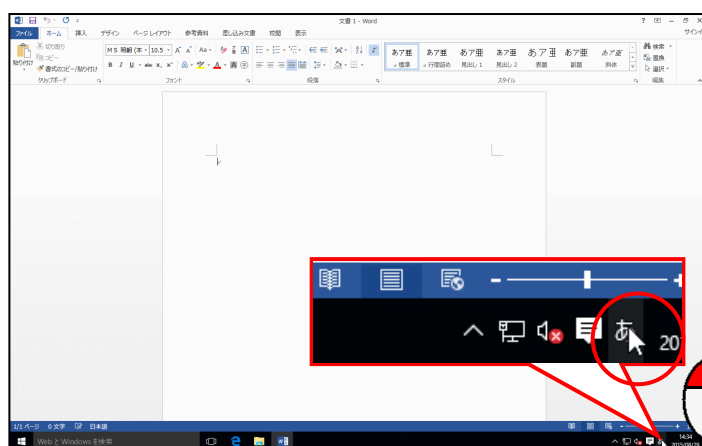 文書 1 - Word
ファイル ホーム 挿入 デザイン ページ レイアウト 参考資料 差し込み文書 校閲 表示 サインイ
切り取り
コピー
書式のコピー/貼り付け
貼り付け
クリップボード
MS 明朝 (本 10.5
B I U abc x₂ x²
フォント
段落
あア亜 あア亜 あア亜 あア亜 あア亜 あア亜 あア亜
標準 行間詰め 見出し 1 見出し 2 表題 副題 斜体
スタイル
検索
置換
選択
編集
あ
20
1/1 ページ 0 文字 日本語
Web と Windows を検索
14:34
2015/08/29